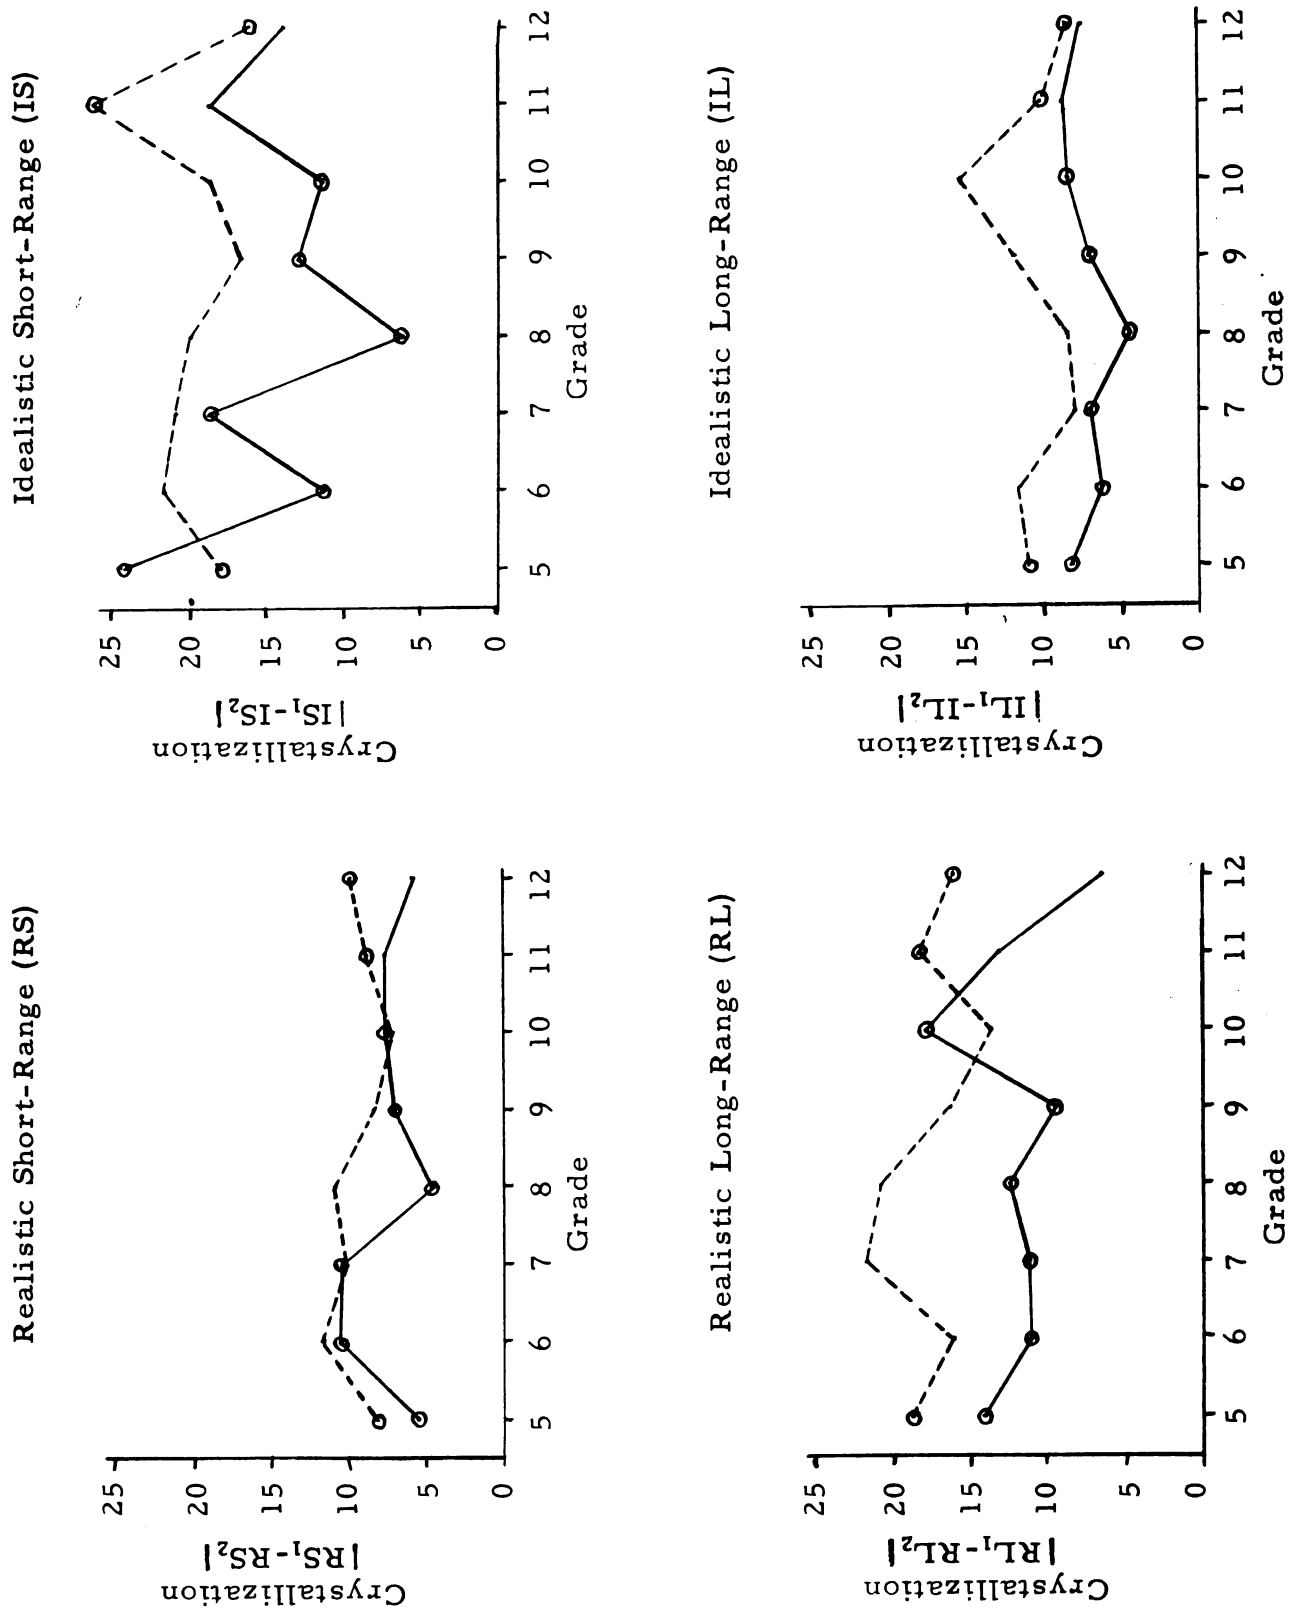 Realistic Short-Range (RS)
Crystallization
|RS₁-RS₂|
25
20
15
10
5
0
5 6 7 8 9 10 11 12
Grade
Idealistic Short-Range (IS)
Crystallization
|IS₁-IS₂|
25
20
15
10
5
0
5 6 7 8 9 10 11 12
Grade
Realistic Long-Range (RL)
Crystallization
|RL₁-RL₂|
25
20
15
10
5
0
5 6 7 8 9 10 11 12
Grade
Idealistic Long-Range (IL)
Crystallization
|IL₁-IL₂|
25
20
15
10
5
0
5 6 7 8 9 10 11 12
Grade